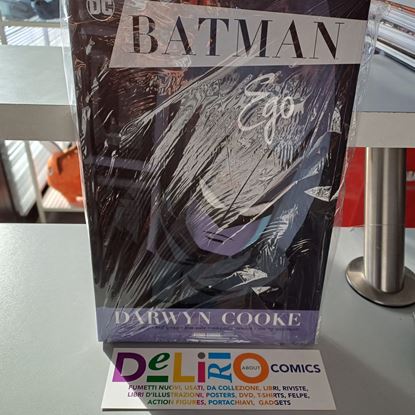 DC
BATMAN
Ego
DARWYN COOKE
DeLiRiO ABOUT COMICS
FUMETTI NUOVI, USATI, DA COLLEZIONE, LIBRI, RIVISTE,
LIBRI D'ILLUSTRAZIONI, POSTERS, DVD, T-SHIRTS, FELPE,
ACTION FIGURES, PORTACHIAVI, GADGETS